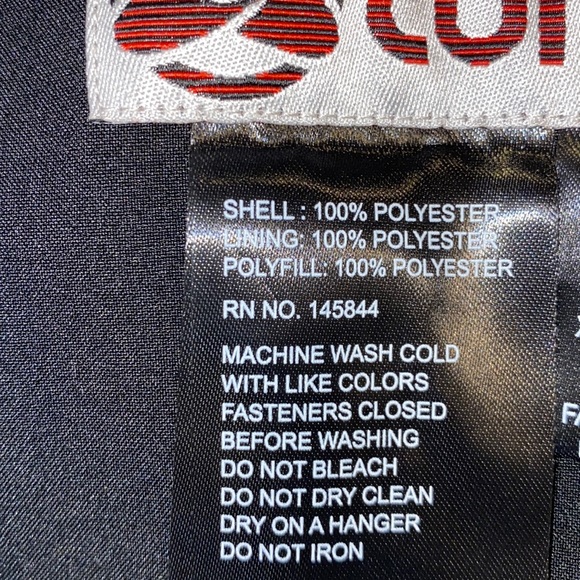 SHELL : 100% POLYESTER
LINING: 100% POLYESTER
POLYFILL: 100% POLYESTER
RN NO. 145844
MACHINE WASH COLD
WITH LIKE COLORS
FASTENERS CLOSED
BEFORE WASHING
DO NOT BLEACH
DO NOT DRY CLEAN
DRY ON A HANGER
DO NOT IRON